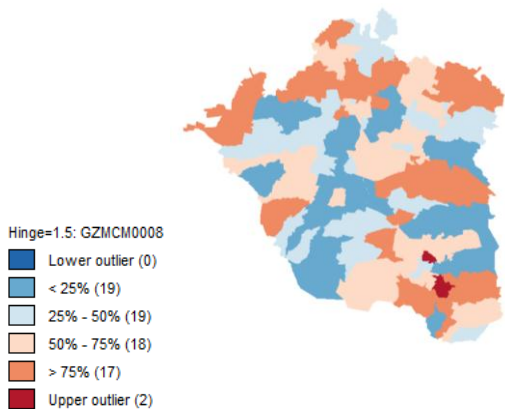 Hinge=1.5: GZMCM0008
Lower outlier (0)
< 25% (19)
25% - 50% (19)
50% - 75% (18)
> 75% (17)
Upper outlier (2)